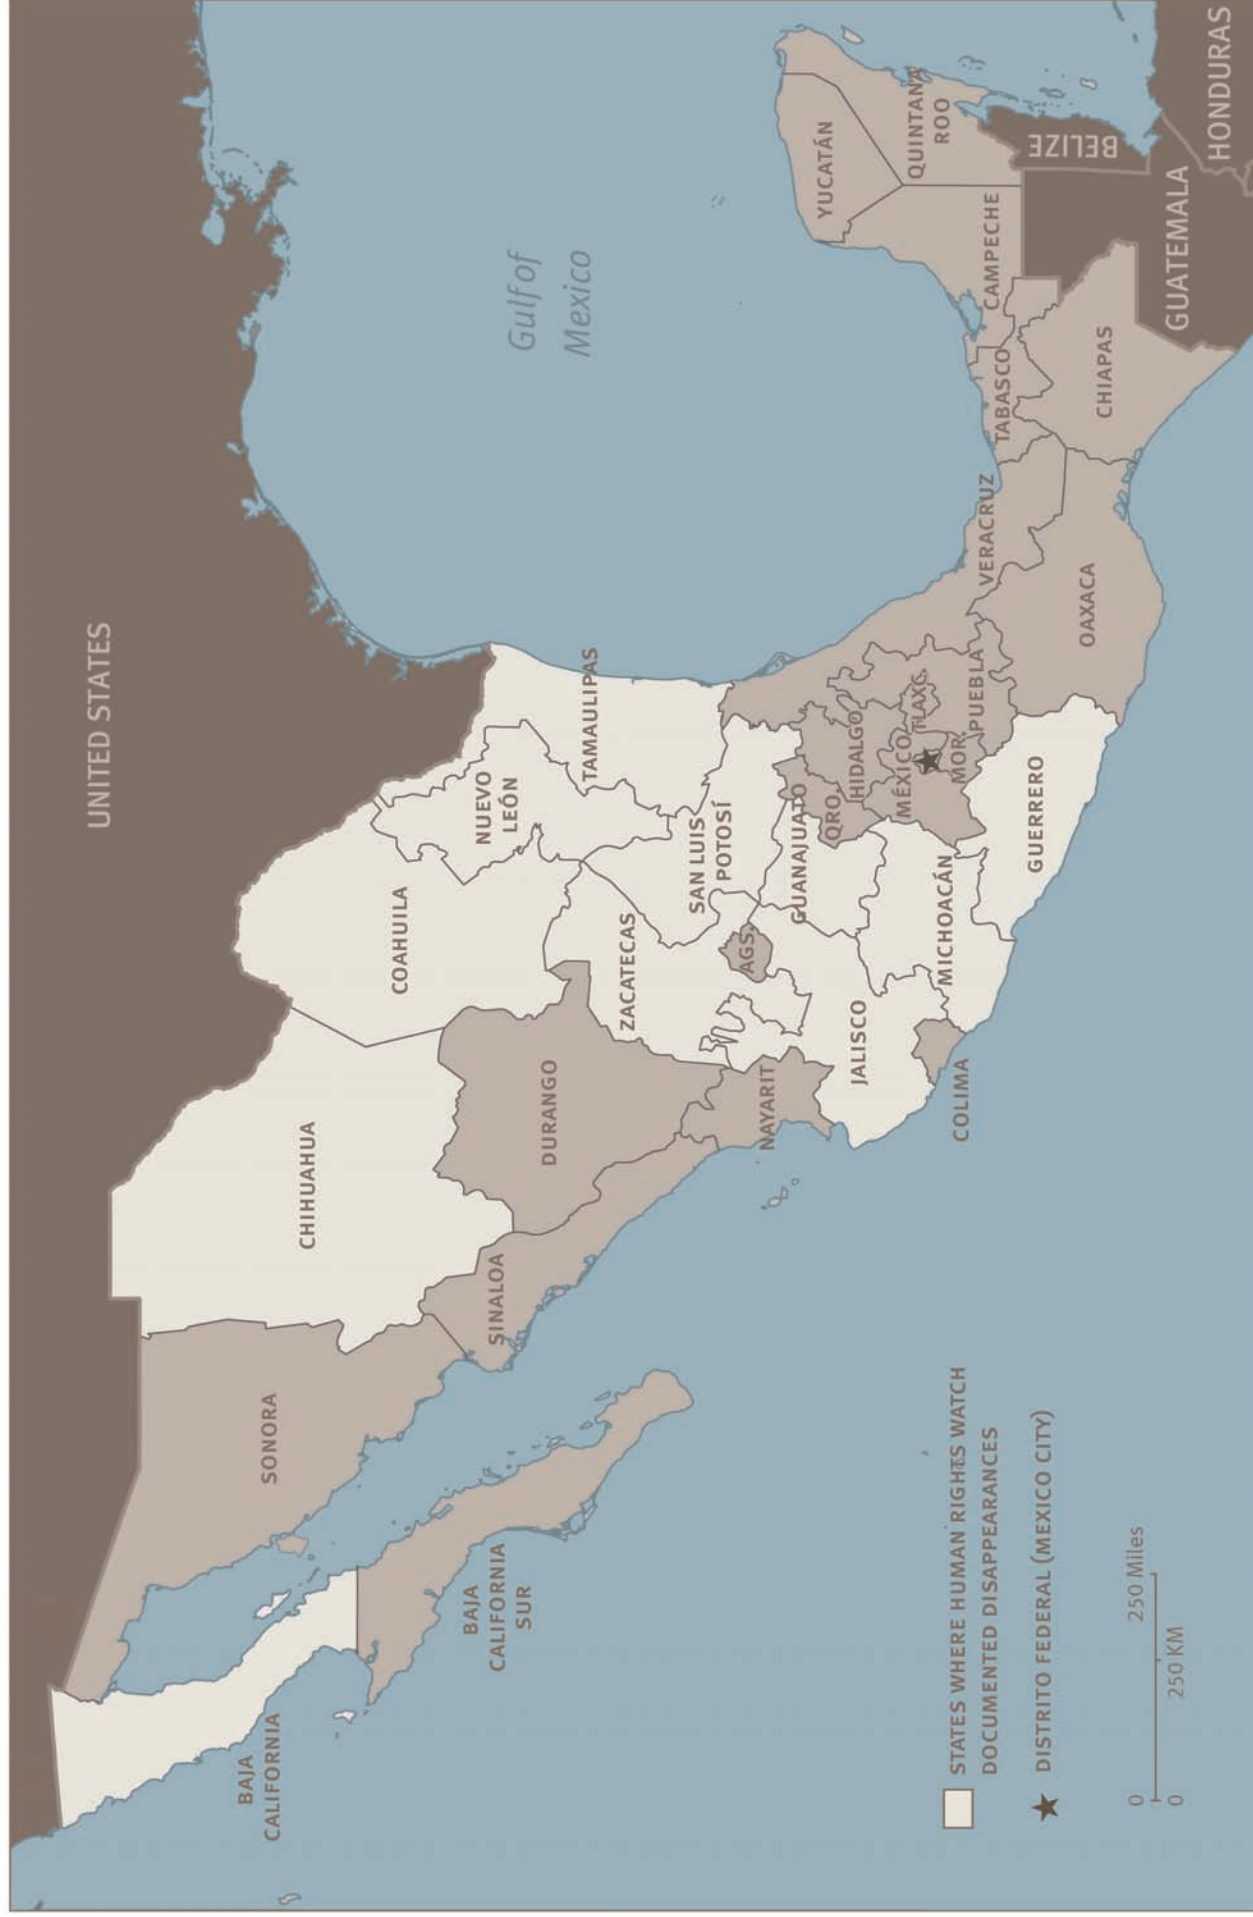 UNITED STATES
BAJA
CALIFORNIA
SONORA
CHIHUAHUA
COAHUILA
BAJA
CALIFORNIA
SUR
SINALOA
DURANGO
NUEVO
LEÓN
TAMAULIPAS
Gulf of
Mexico
ZACATECAS
SAN LUIS
POTOSÍ
NAYARIT
AGS.
GUANAJUATO
QRO.
HIDALGO
YUCATÁN
QUINTANA
ROO
JALISCO
MÉXICO
TLAXC.
COLIMA
MICHOACÁN
MOR.
PUEBLA
VERACRUZ
TABASCO
CAMPECHE
GUERRERO
OAXACA
CHIAPAS
BELIZE
GUATEMALA
HONDURAS
STATES WHERE HUMAN RIGHTS WATCH
DOCUMENTED DISAPPEARANCES
DISTRITO FEDERAL (MEXICO CITY)
0 250 Miles
0 250 KM